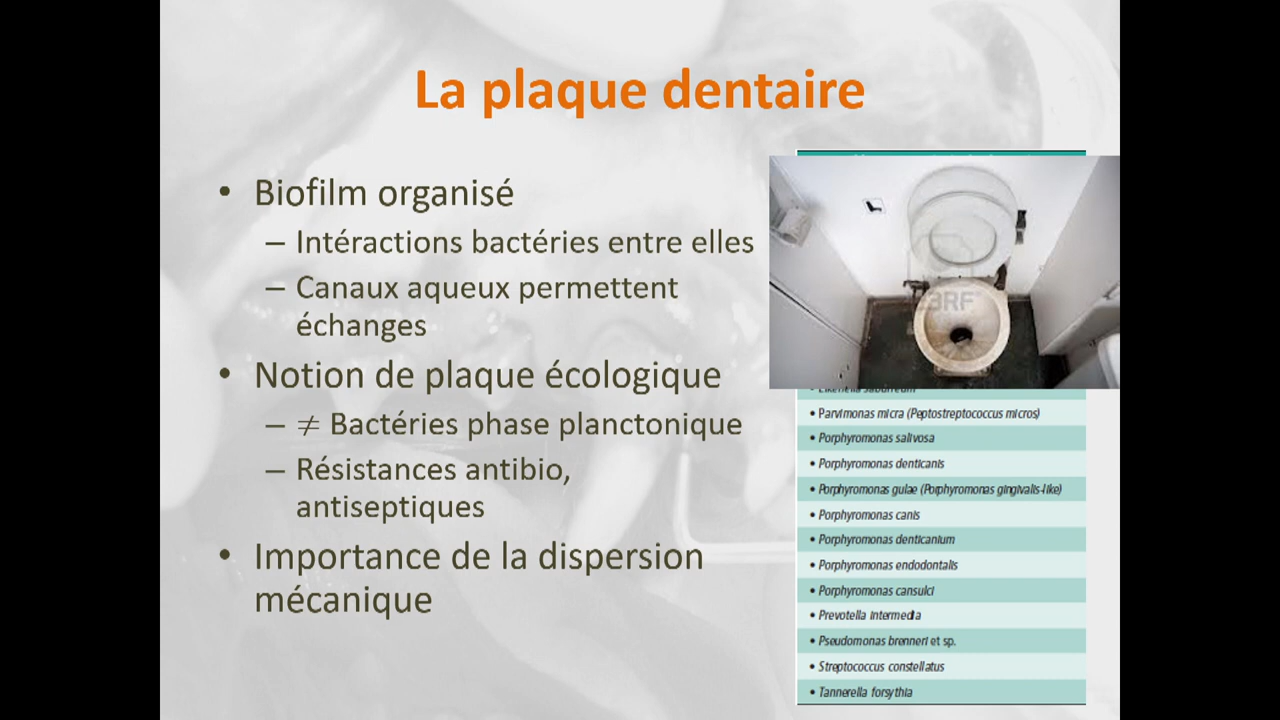 La plaque dentaire
• Biofilm organisé
– Intéractions bactéries entre elles
– Canaux aqueux permettent
échanges
• Notion de plaque écologique
– ≠ Bactéries phase planctonique
– Résistances antibio,
antiseptiques
• Importance de la dispersion
mécanique
• Parvimonas micra (Peptostreptococcus micros)
• Porphyromonas salivosa
• Porphyromonas denticanis
• Porphyromonas gulae (Porphyromonas gingivalis-like)
• Porphyromonas canis
• Porphyromonas denticanium
• Porphyromonas endodontalis
• Porphyromonas cansulci
• Prevotella intermedia
• Pseudomonas brenneri et sp.
• Streptococcus constellatus
• Tannerella forsythia